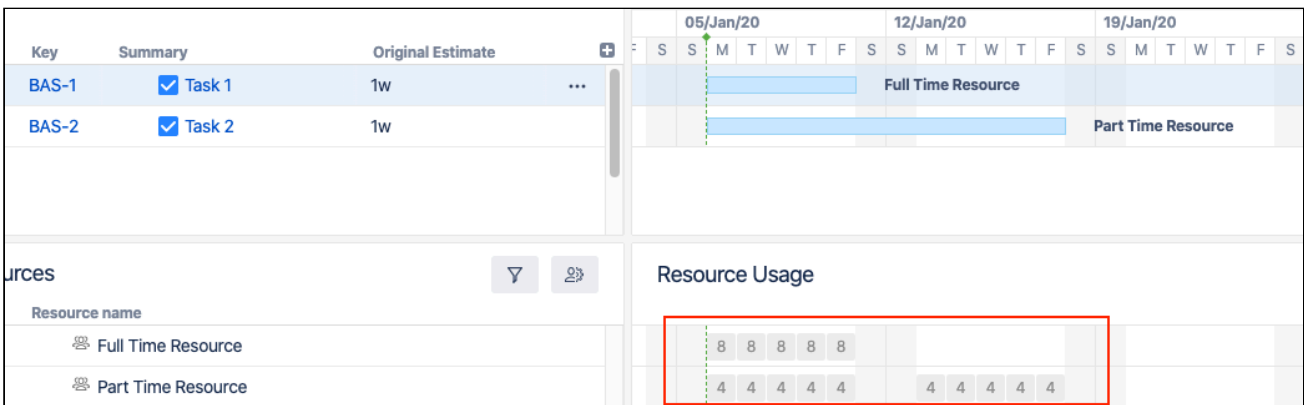 05/Jan/20 12/Jan/20 19/Jan/20
Key Summary Original Estimate F S S M T W T F S S M T W T F S S M T W T F S
BAS-1 Task 1 1w ... Full Time Resource
BAS-2 Task 2 1w Part Time Resource
urces Resource Usage
Resource name
Full Time Resource 8 8 8 8 8
Part Time Resource 4 4 4 4 4 4 4 4 4 4